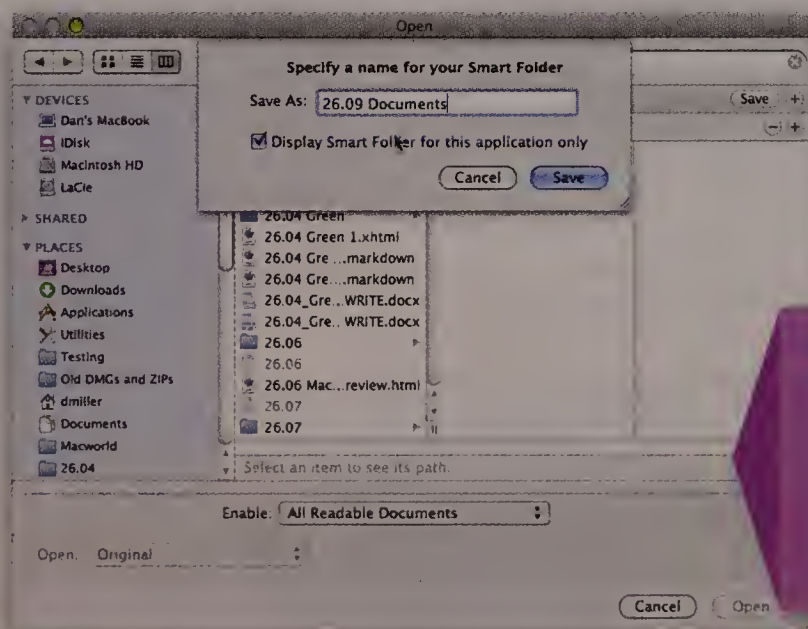 Open
Specify a name for your Smart Folder
Save As: 26.09 Documents
Display Smart Folder for this application only
Cancel Save
Save
DEVICES
Dan's MacBook
iDisk
Macintosh HD
LaCie
SHARED
PLACES
Desktop
Downloads
Applications
Utilities
Testing
Old DMGs and ZIPs
dmiller
Documents
Macworld
26.04
26.04 Green
26.04 Green 1.xhtml
26.04 Gre ...markdown
26.04 Gre....markdown
26.04_Gre... WRITE.docx
26.04_Gre.. WRITE.docx
26.06
26.06
26.06 Mac...review.html
26.07
26.07
Select an item to see its path.
Enable: All Readable Documents
Open: Original
Cancel Open